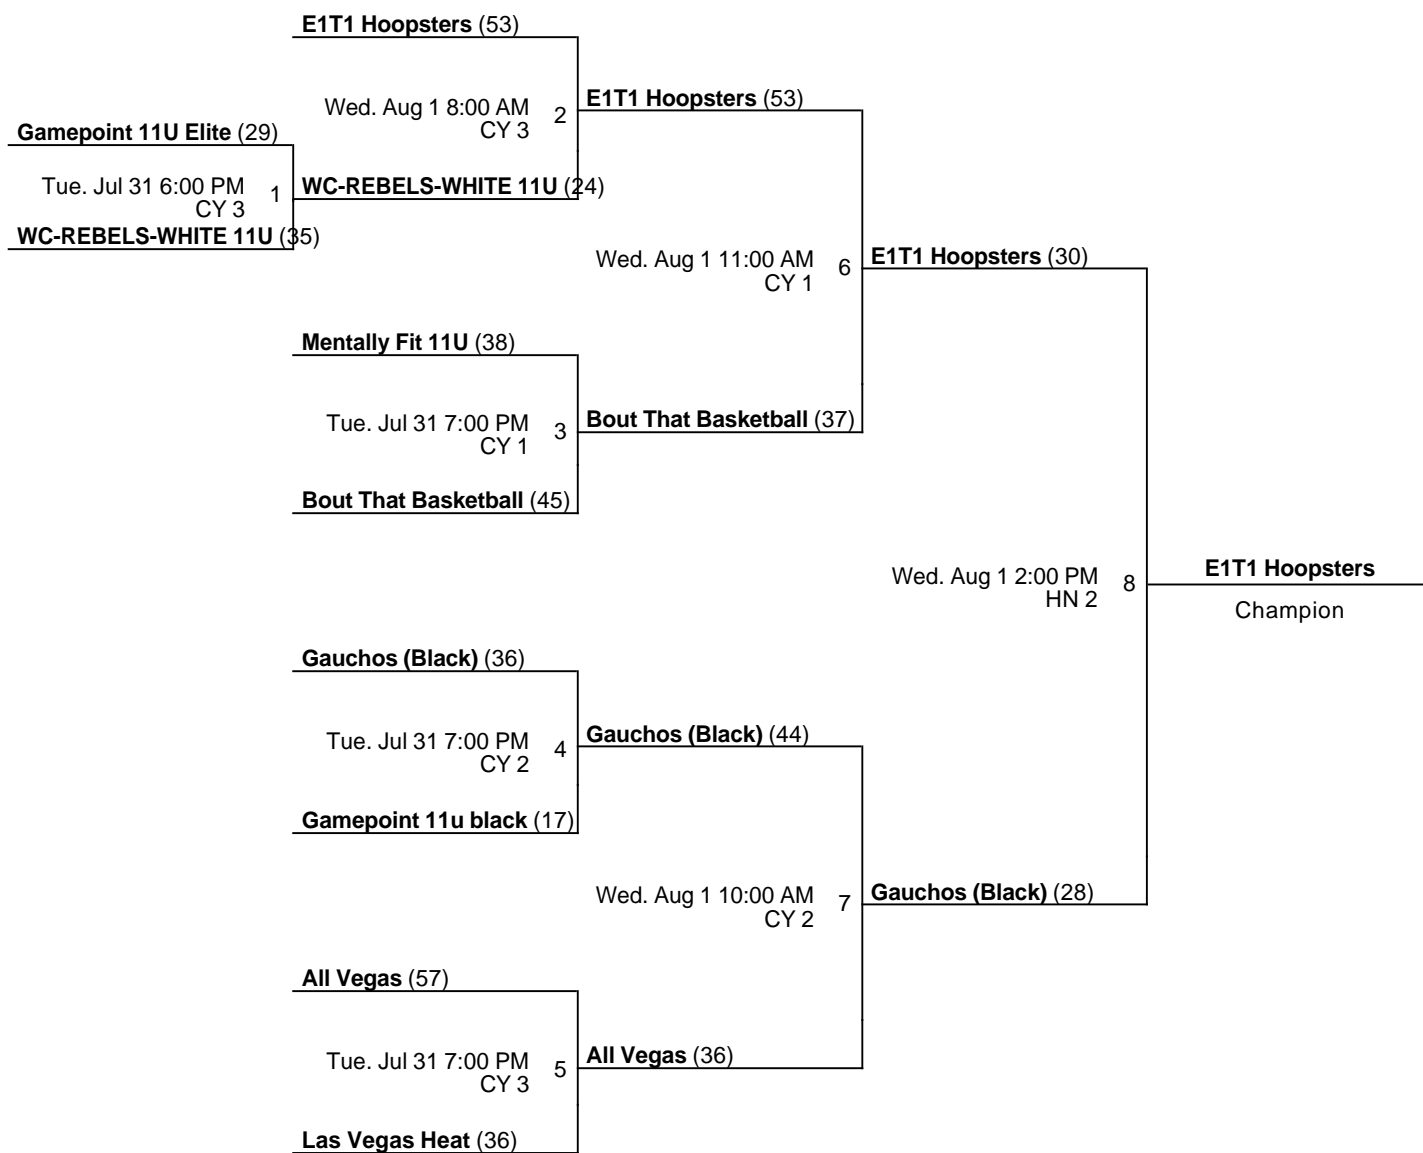 E1T1 Hoopsters (53)
Wed. Aug 1 8:00 AM
CY 3
2
E1T1 Hoopsters (53)
Gamepoint 11U Elite (29)
Tue. Jul 31 6:00 PM
CY 3
1
WC-REBELS-WHITE 11U (24)
WC-REBELS-WHITE 11U (35)
Wed. Aug 1 11:00 AM
CY 1
6
E1T1 Hoopsters (30)
Mentally Fit 11U (38)
Tue. Jul 31 7:00 PM
CY 1
3
Bout That Basketball (37)
Bout That Basketball (45)
Wed. Aug 1 2:00 PM
HN 2
8
E1T1 Hoopsters
Champion
Gauchos (Black) (36)
Tue. Jul 31 7:00 PM
CY 2
4
Gauchos (Black) (44)
Gamepoint 11u black (17)
Wed. Aug 1 10:00 AM
CY 2
7
Gauchos (Black) (28)
All Vegas (57)
Tue. Jul 31 7:00 PM
CY 3
5
All Vegas (36)
Las Vegas Heat (36)